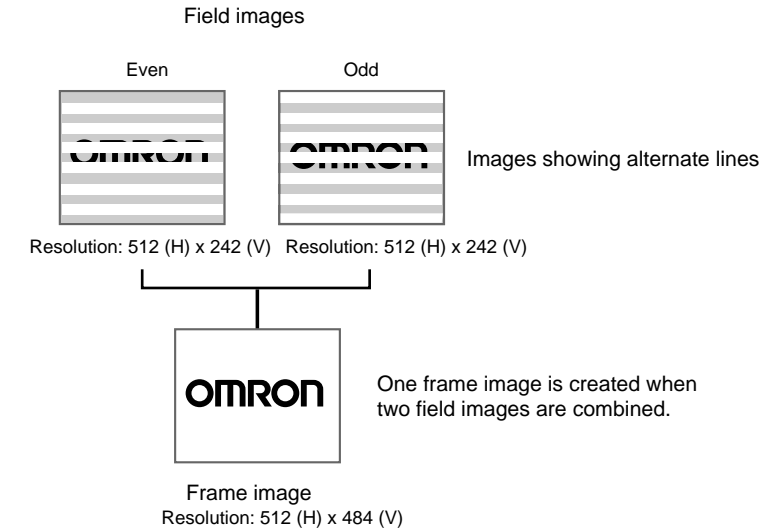 Field images
Even
Odd
OMRON
OMRON
Images showing alternate lines
Resolution: 512 (H) x 242 (V)
Resolution: 512 (H) x 242 (V)
OMRON
One frame image is created when
two field images are combined.
Frame image
Resolution: 512 (H) x 484 (V)